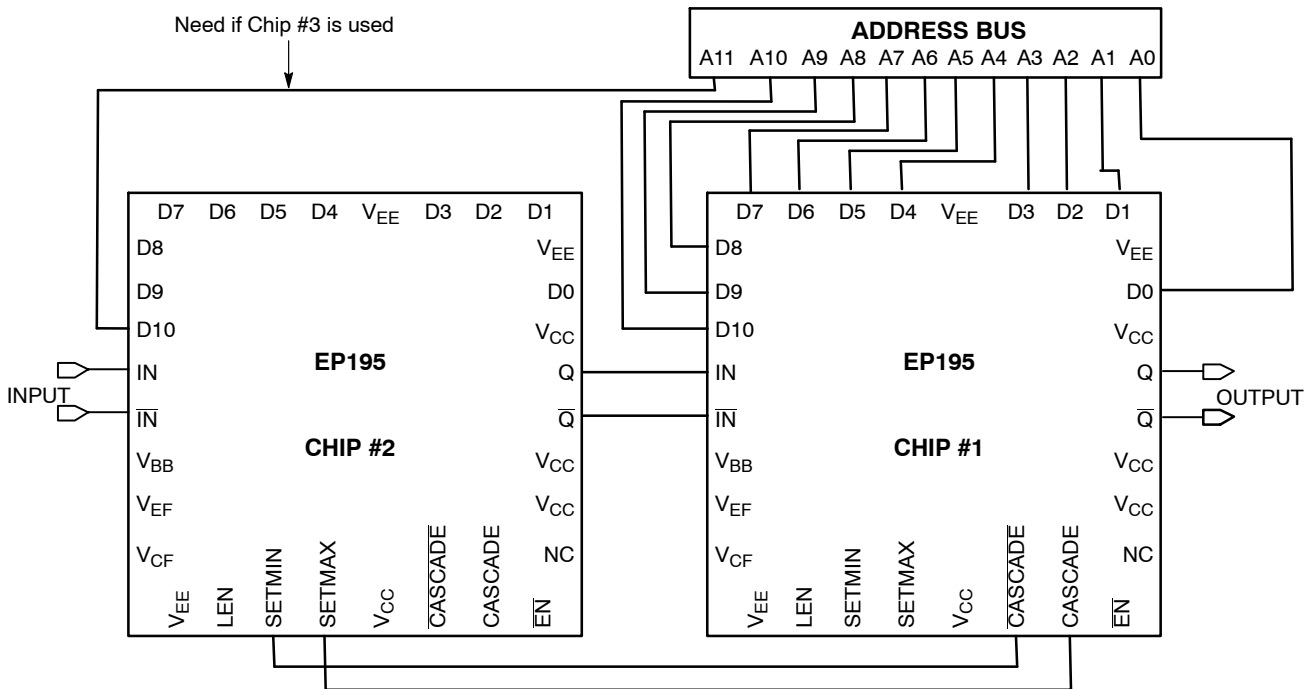 Need if Chip #3 is used
ADDRESS BUS
A11 A10 A9 A8 A7 A6 A5 A4 A3 A2 A1 A0
D7 D6 D5 D4 VEE D3 D2 D1
D8
VEE
D9
D0
D10
VCC
EP195
IN
Q
INPUT
IN
Q
CHIP #2
VBB
VCC
VEF
VCC
VCF
NC
VEE
LEN
SETMIN
SETMAX
VCC
CASCADE
CASCADE
EN
D7 D6 D5 D4 VEE D3 D2 D1
D8
VEE
D9
D0
D10
VCC
EP195
IN
Q
OUTPUT
IN
Q
CHIP #1
VBB
VCC
VEF
VCC
VCF
NC
VEE
LEN
SETMIN
SETMAX
VCC
CASCADE
CASCADE
EN